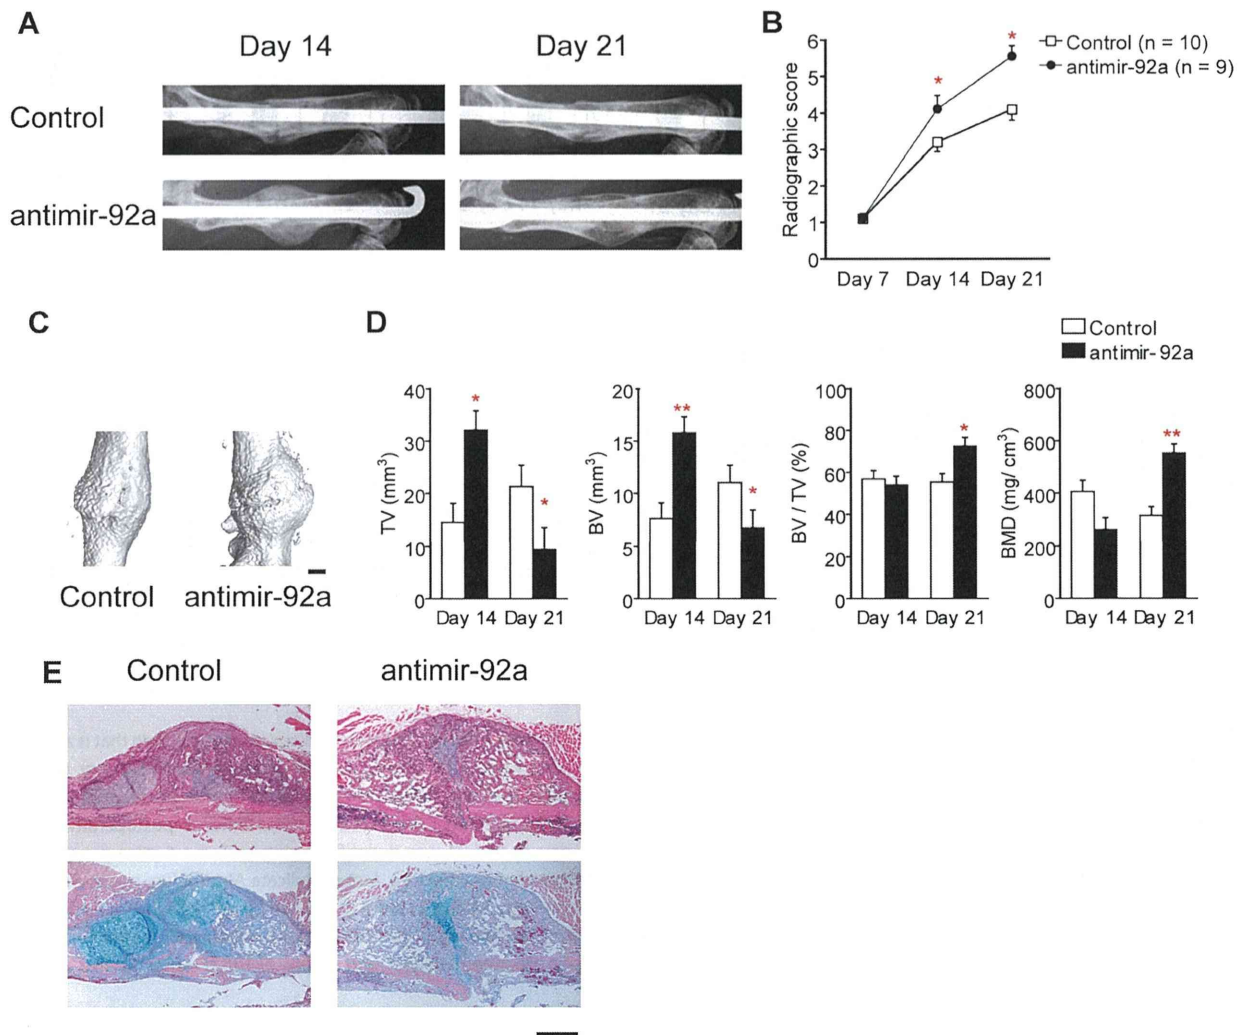 A
Day 14
Day 21
Control
antimir-92a
B
6
5
4
3
2
1
0
Radiographic score
Day 7
Day 14
Day 21
*
*
Control (n = 10)
antimir-92a (n = 9)
C
Control
antimir-92a
D
Control
antimir- 92a
40
30
20
10
0
TV (mm³)
*
*
Day 14
Day 21
20
15
10
5
0
BV (mm³)
**
*
Day 14
Day 21
100
80
60
40
20
0
BV / TV (%)
*
Day 14
Day 21
800
600
400
200
0
BMD (mg/ cm³)
**
Day 14
Day 21
E
Control
antimir-92a